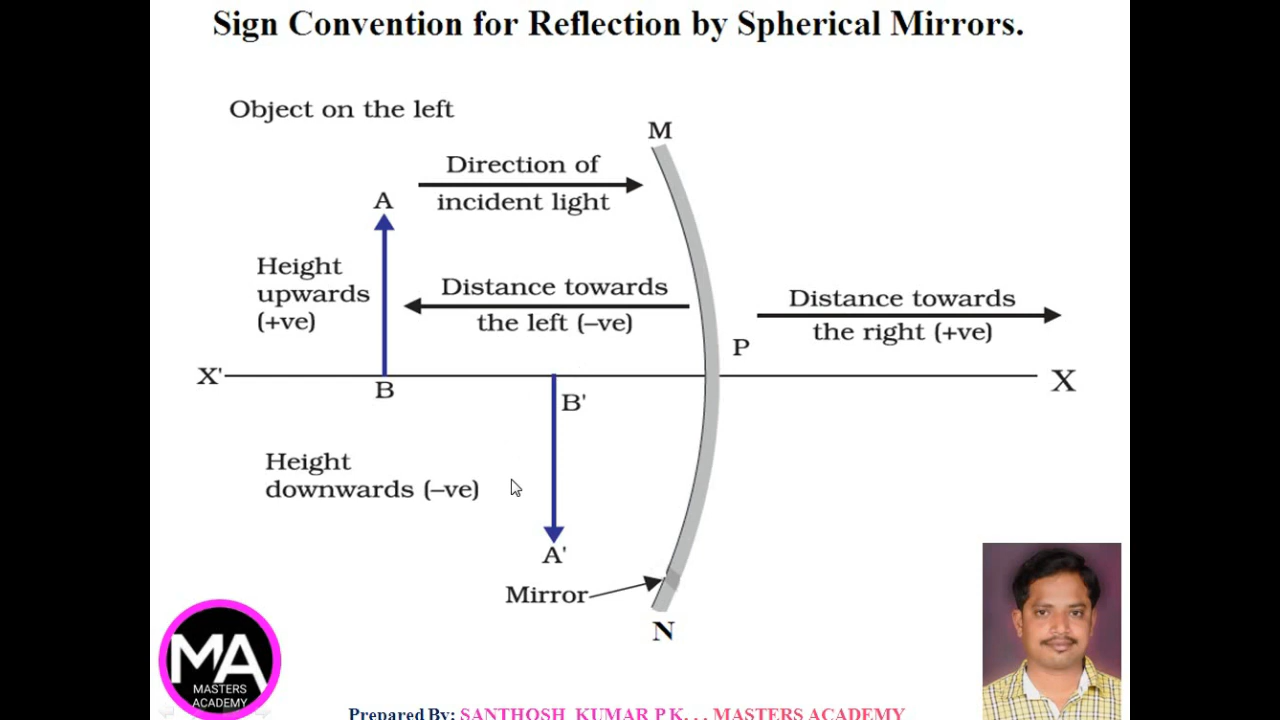 Sign Convention for Reflection by Spherical Mirrors.
Object on the left
M
Direction of
incident light
A
Height
upwards
(+ve)
Distance towards
the left (–ve)
Distance towards
the right (+ve)
P
X'
B
B'
X
Height
downwards (–ve)
A'
Mirror
N
MA
MASTERS
ACADEMY
Prepared By: SANTHOSH KUMAR P K. . . MASTERS ACADEMY